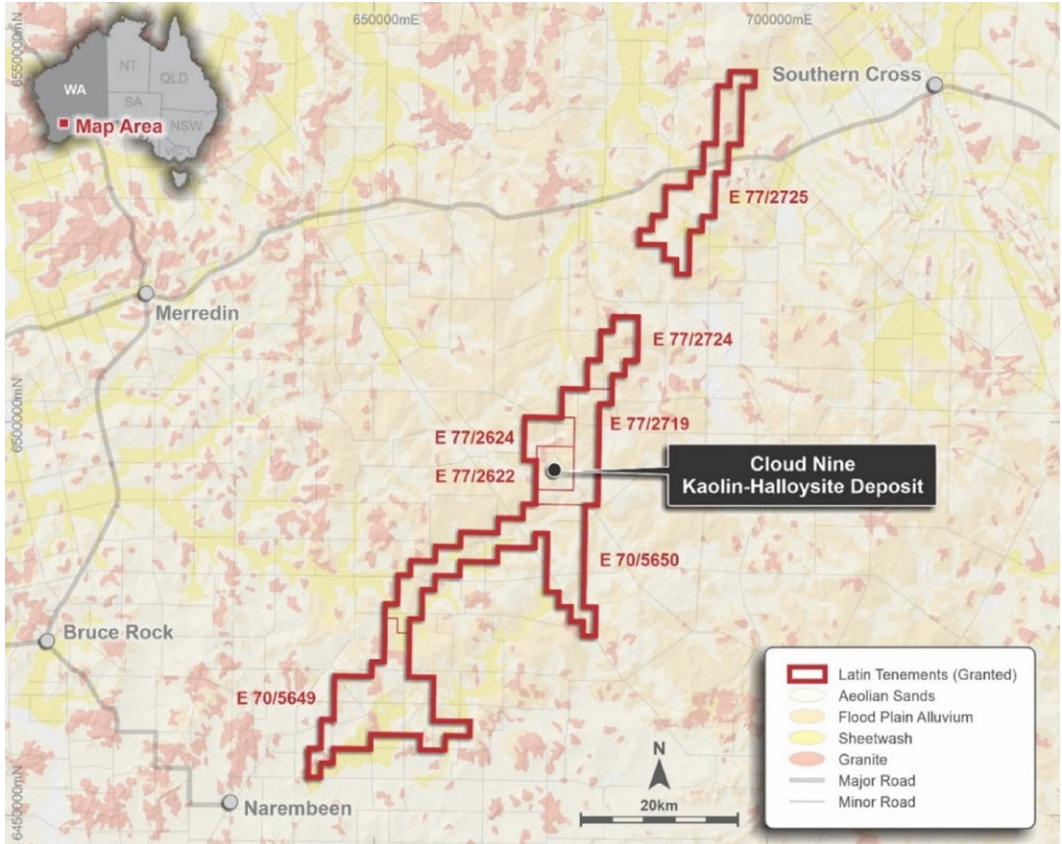 650000mE
700000mE
6550000mN
NT
QLD
WA
SA
NSW
Map Area
Southern Cross
E 77/2725
Merredin
E 77/2724
6500000mN
E 77/2624
E 77/2719
E 77/2622
Cloud Nine
Kaolin-Halloysite Deposit
E 70/5650
Bruce Rock
E 70/5649
Narembeen
6450000mN
N
20km
Latin Tenements (Granted)
Aeolian Sands
Flood Plain Alluvium
Sheetwash
Granite
Major Road
Minor Road